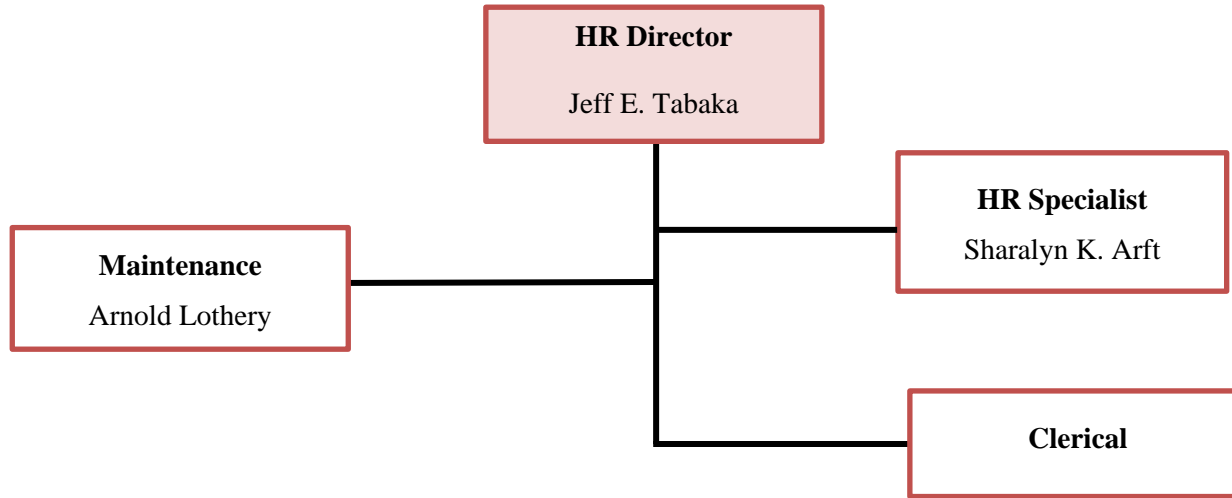 HR Director
Jeff E. Tabaka
HR Specialist
Sharalyn K. Arft
Maintenance
Arnold Lothery
Clerical